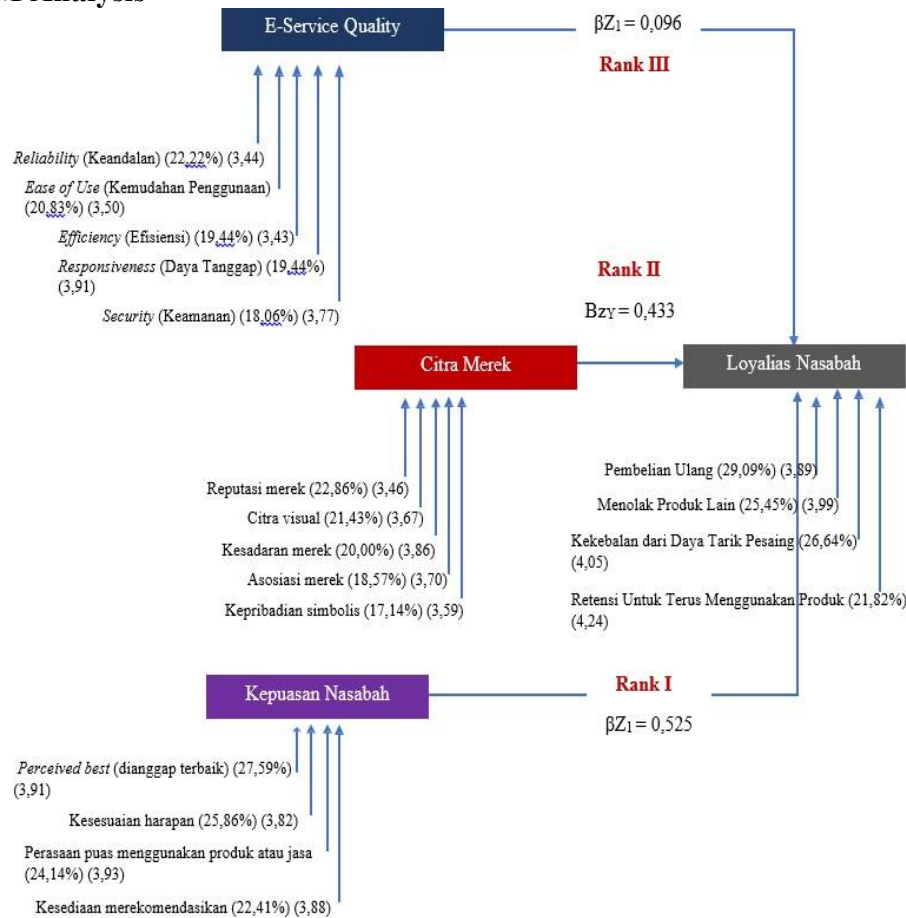 Analysis
E-Service Quality
βZ1 = 0,096
Rank III
Reliability (Keandalan) (22,22%) (3,44)
Ease of Use (Kemudahan Penggunaan)
(20,83%) (3,50)
Efficiency (Efisiensi) (19,44%) (3,43)
Responsiveness (Daya Tanggap) (19,44%)
(3,91)
Security (Keamanan) (18,06%) (3,77)
Rank II
BzY = 0,433
Citra Merek
Loyalias Nasabah
Reputasi merek (22,86%) (3,46)
Citra visual (21,43%) (3,67)
Kesadaran merek (20,00%) (3,86)
Asosiasi merek (18,57%) (3,70)
Kepribadian simbolis (17,14%) (3,59)
Pembelian Ulang (29,09%) (3,89)
Menolak Produk Lain (25,45%) (3,99)
Kekebalan dari Daya Tarik Pesaing (26,64%)
(4,05)
Retensi Untuk Terus Menggunakan Produk (21,82%)
(4,24)
Kepuasan Nasabah
Rank I
βZ1 = 0,525
Perceived best (dianggap terbaik) (27,59%)
(3,91)
Kesesuaian harapan (25,86%) (3,82)
Perasaan puas menggunakan produk atau jasa
(24,14%) (3,93)
Kesediaan merekomendasikan (22,41%) (3,88)